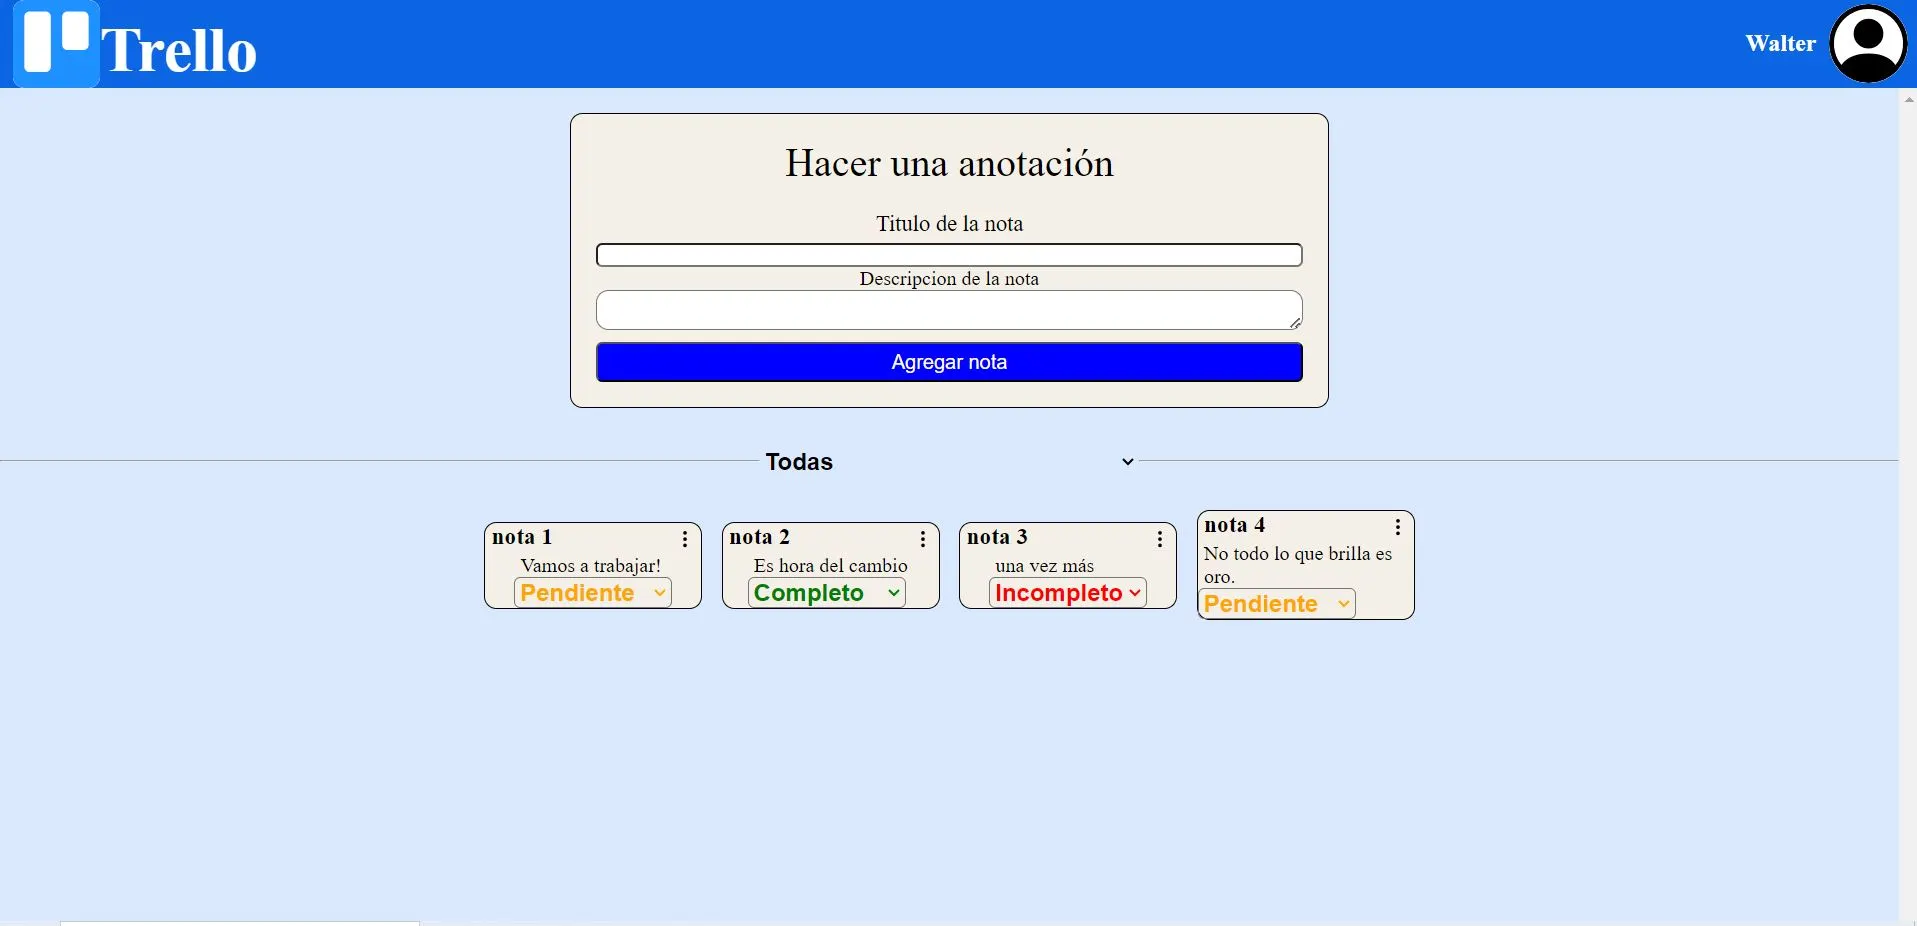 Trello
Walter
Hacer una anotación
Titulo de la nota
Descripcion de la nota
Agregar nota
Todas
nota 1
Vamos a trabajar!
Pendiente
nota 2
Es hora del cambio
Completo
nota 3
una vez más
Incompleto
nota 4
No todo lo que brilla es
oro.
Pendiente